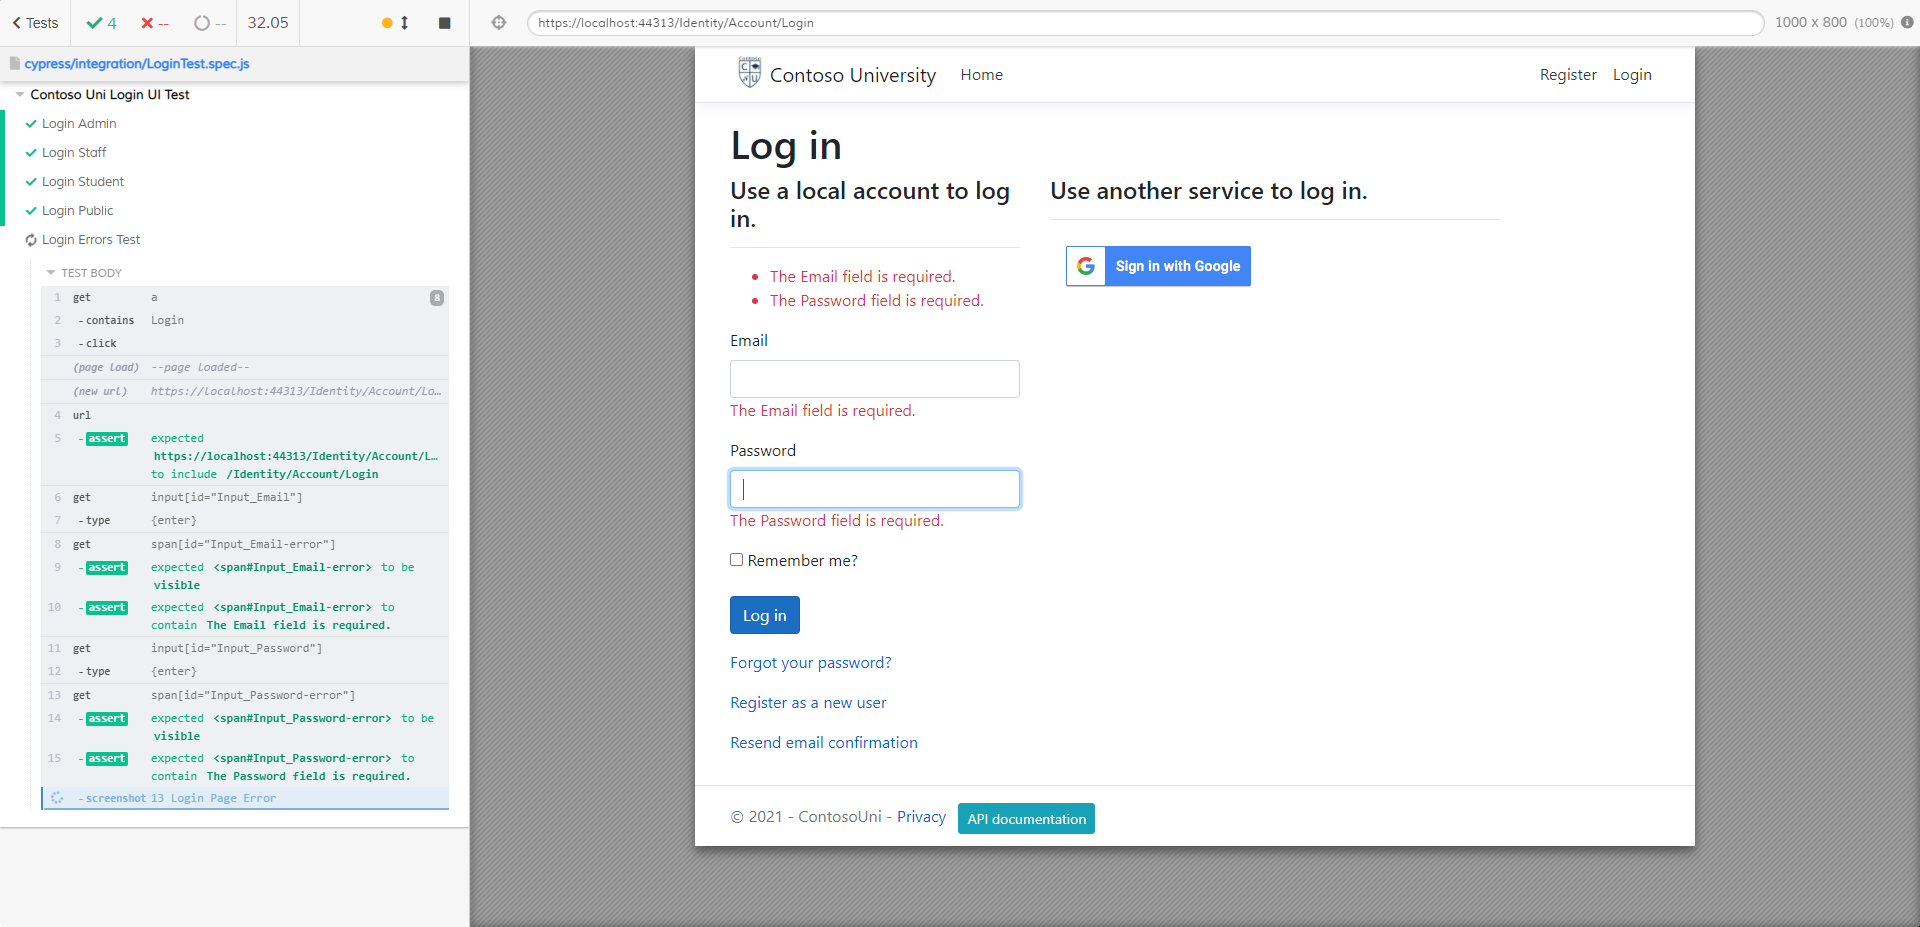 Tests
4
--
--
32.05
https://localhost:44313/Identity/Account/Login
1000 x 800 (100%)
cypress/integration/LoginTest.spec.js
Contoso Uni Login UI Test
Login Admin
Login Staff
Login Student
Login Public
Login Errors Test
TEST BODY
1 get a 8
2 -contains Login
3 -click
(page load) --page loaded--
(new url) https://localhost:44313/Identity/Account/Lo…
4 url
5 -assert expected
https://localhost:44313/Identity/Account/L…
to include /Identity/Account/Login
6 get input[id="Input_Email"]
7 -type {enter}
8 get span[id="Input_Email-error"]
9 -assert expected <span#Input_Email-error> to be
visible
10 -assert expected <span#Input_Email-error> to
contain The Email field is required.
11 get input[id="Input_Password"]
12 -type {enter}
13 get span[id="Input_Password-error"]
14 -assert expected <span#Input_Password-error> to be
visible
15 -assert expected <span#Input_Password-error> to
contain The Password field is required.
-screenshot 13 Login Page Error
Contoso University Home Register Login
Log in
Use a local account to log
in.
The Email field is required.
The Password field is required.
Email
The Email field is required.
Password
The Password field is required.
Remember me?
Log in
Forgot your password?
Register as a new user
Resend email confirmation
Use another service to log in.
Sign in with Google
© 2021 - ContosoUni - Privacy API documentation